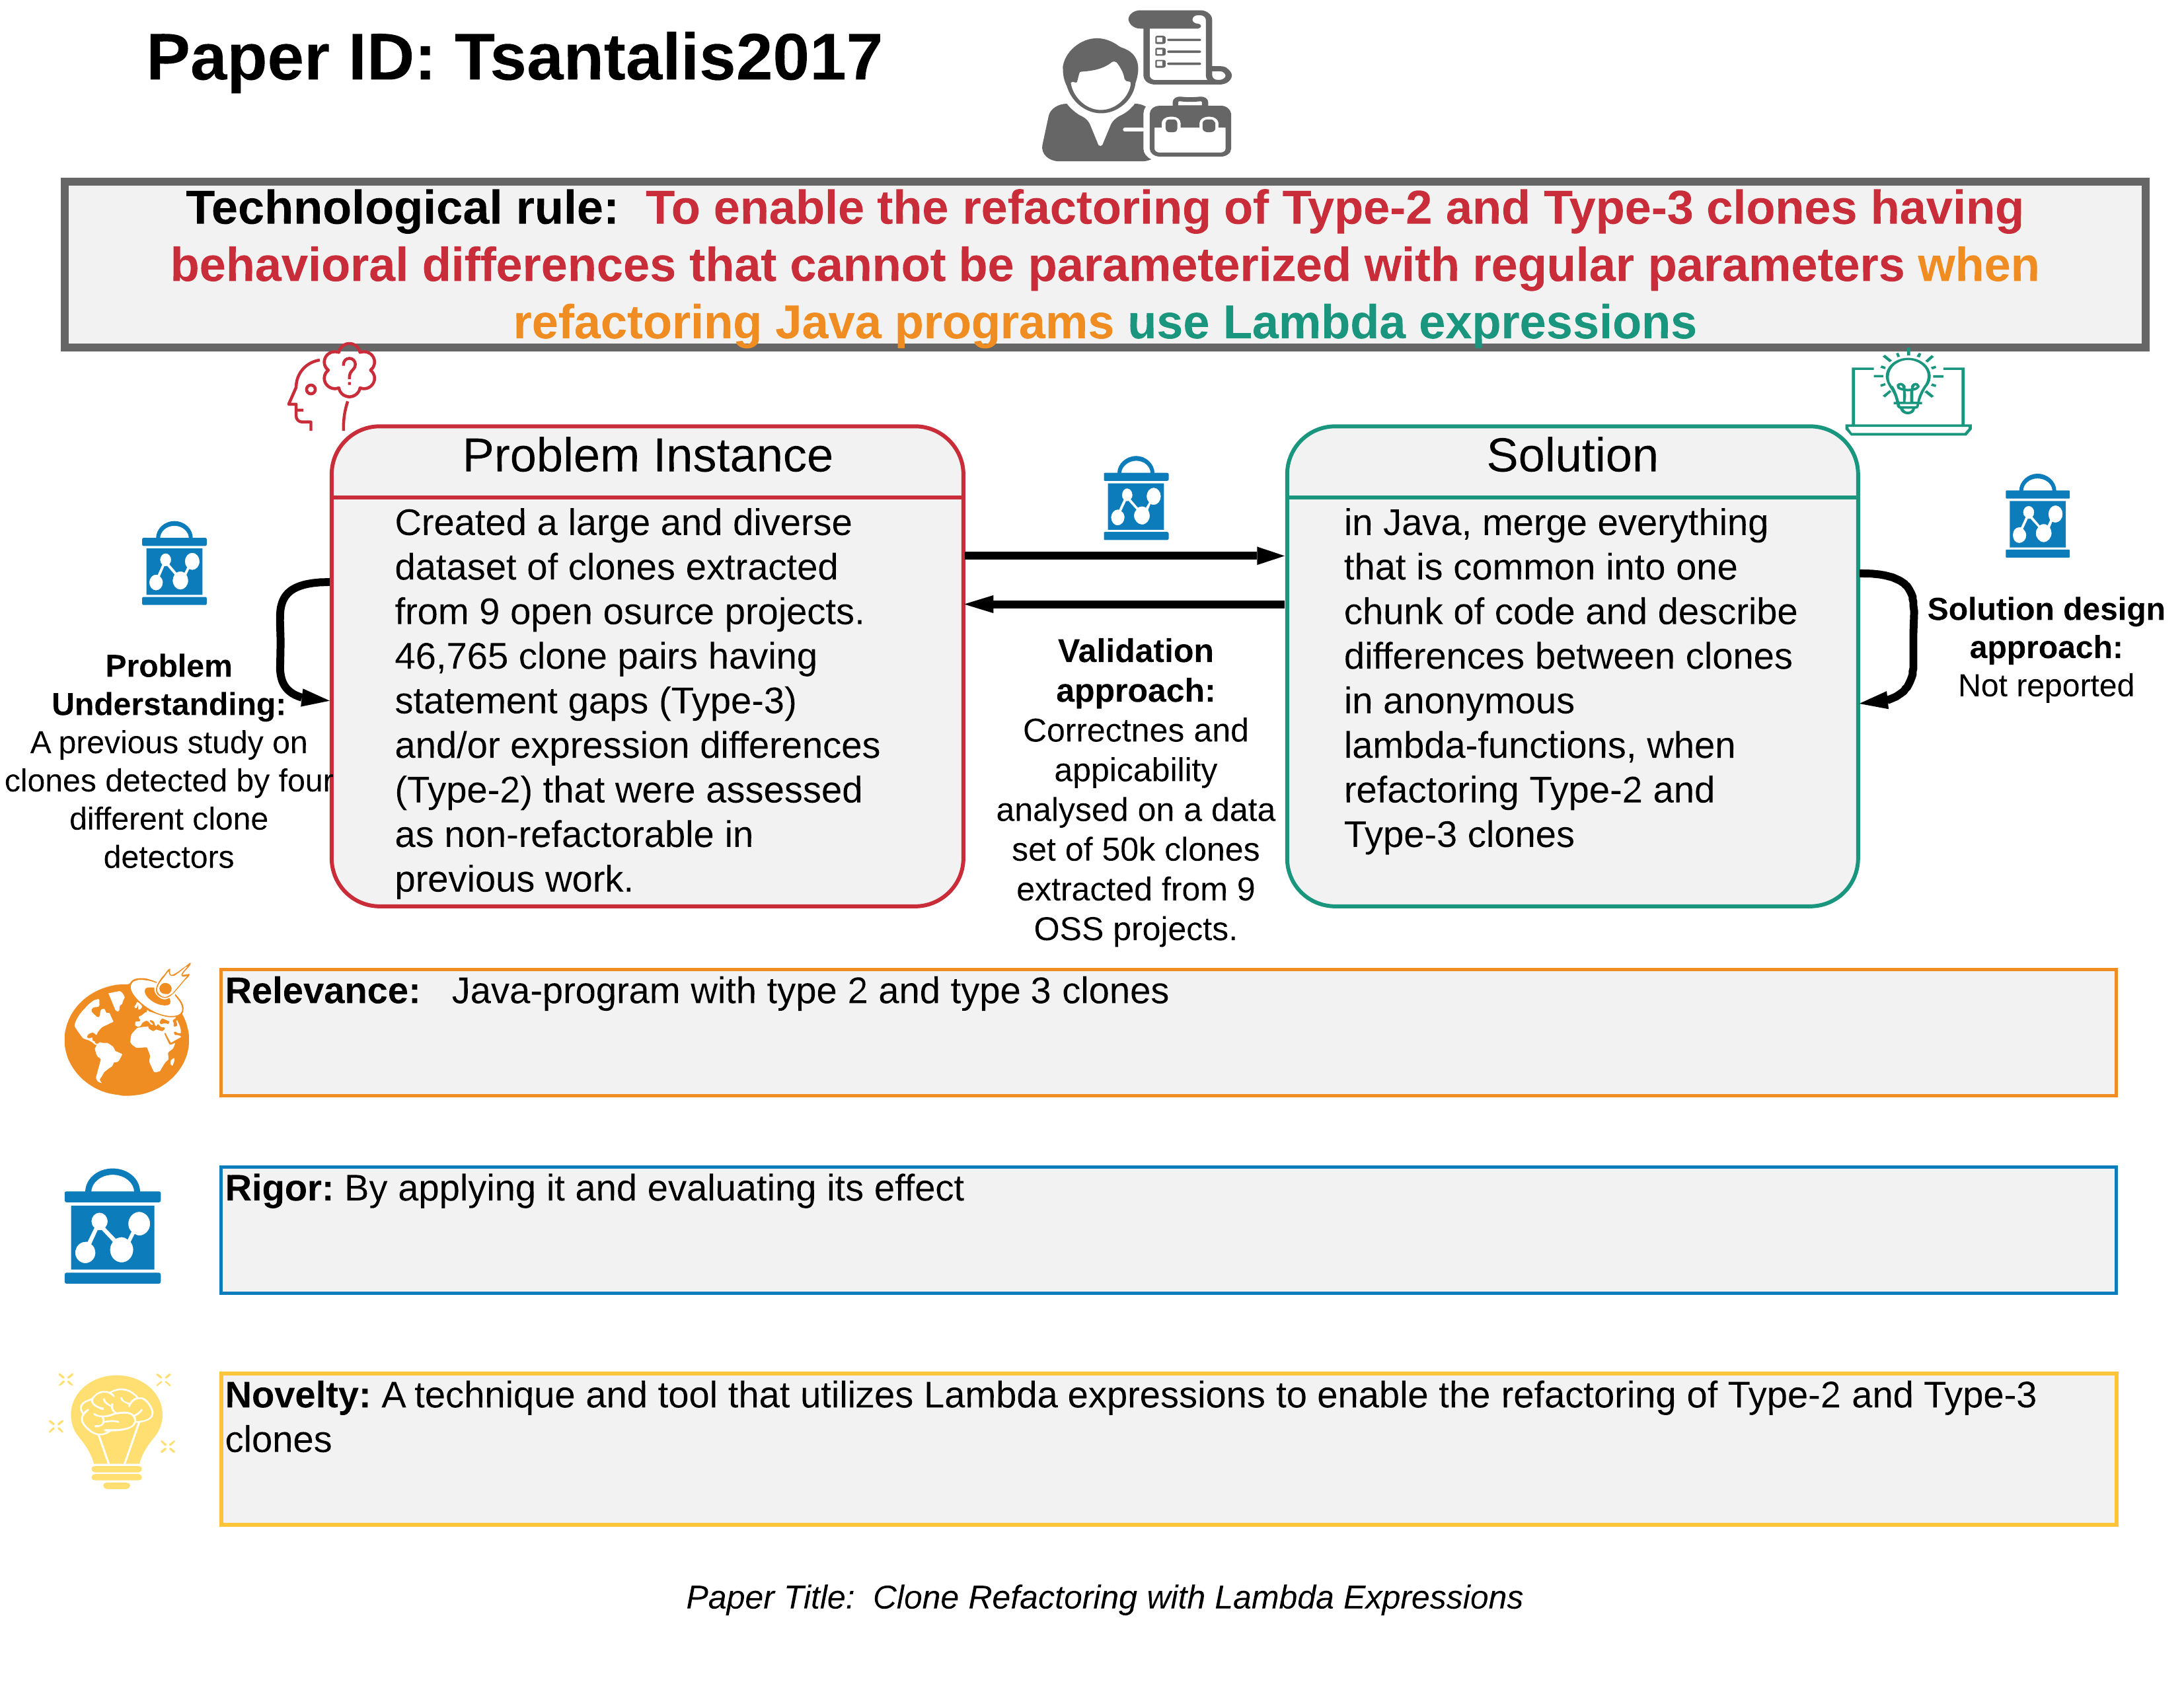 Paper ID: Tsantalis2017
Technological rule: To enable the refactoring of Type-2 and Type-3 clones having
behavioral differences that cannot be parameterized with regular parameters when
refactoring Java programs use Lambda expressions
Problem
Understanding:
A previous study on
clones detected by four
different clone
detectors
Problem Instance
Created a large and diverse
dataset of clones extracted
from 9 open osurce projects.
46,765 clone pairs having
statement gaps (Type-3)
and/or expression differences
(Type-2) that were assessed
as non-refactorable in
previous work.
Validation
approach:
Correctnes and
appicability
analysed on a data
set of 50k clones
extracted from 9
OSS projects.
Solution
in Java, merge everything
that is common into one
chunk of code and describe
differences between clones
in anonymous
lambda-functions, when
refactoring Type-2 and
Type-3 clones
Solution design
approach:
Not reported
Relevance: Java-program with type 2 and type 3 clones
Rigor: By applying it and evaluating its effect
Novelty: A technique and tool that utilizes Lambda expressions to enable the refactoring of Type-2 and Type-3
clones
Paper Title: Clone Refactoring with Lambda Expressions